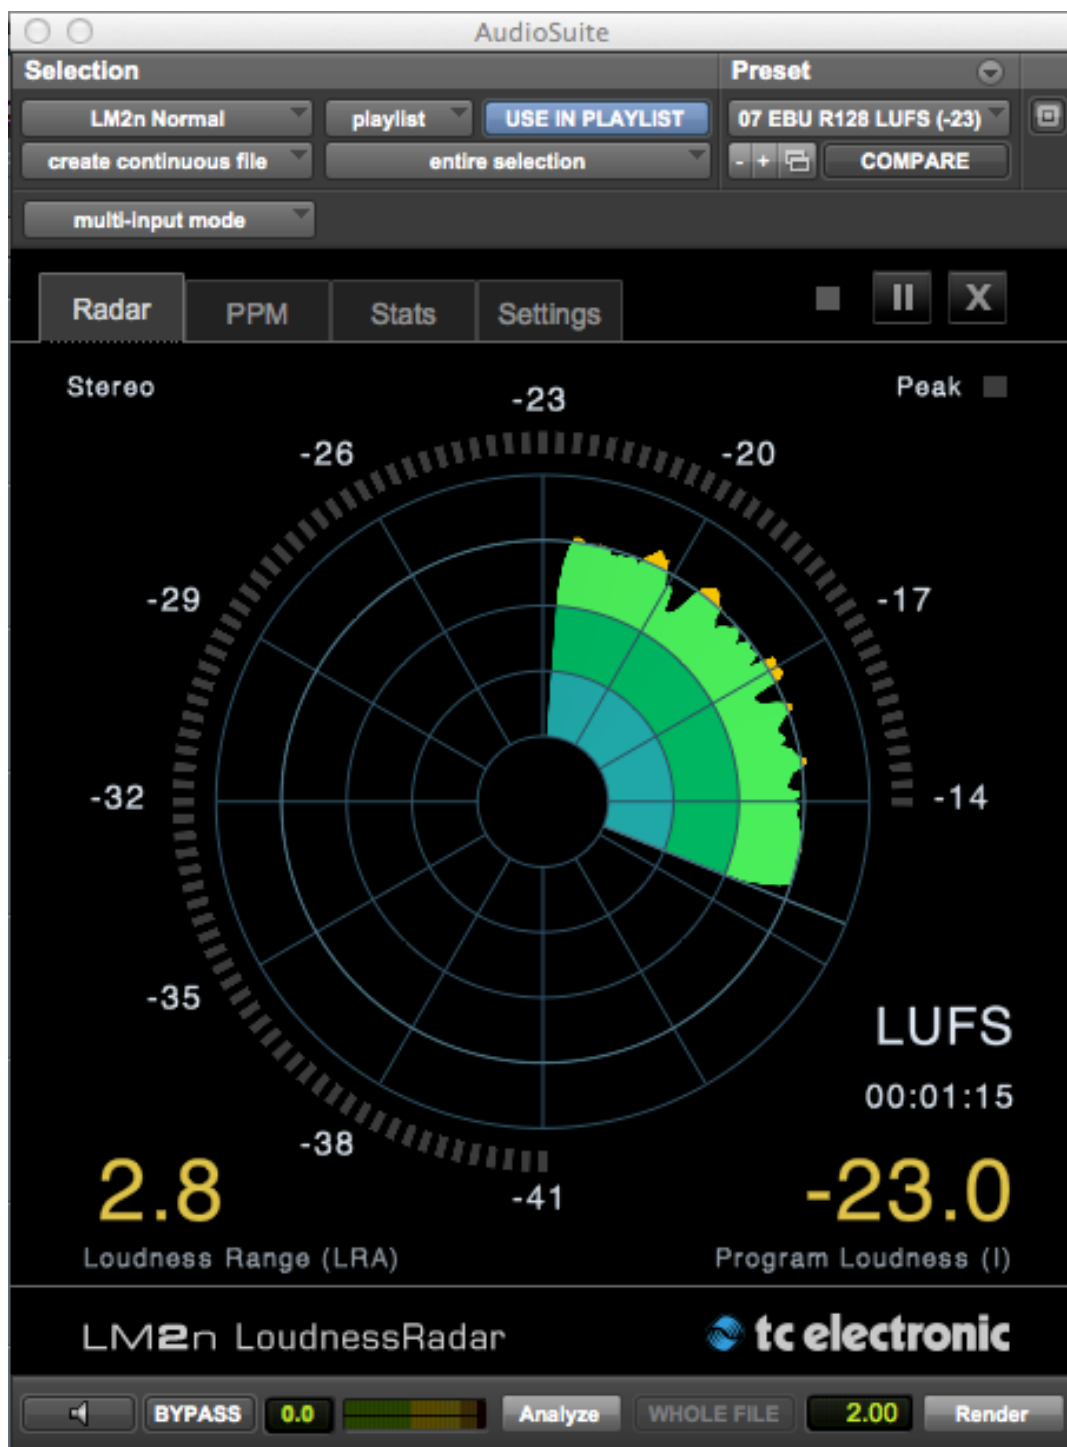 AudioSuite
Selection Preset
LM2n Normal playlist USE IN PLAYLIST 07 EBU R128 LUFS (-23)
create continuous file entire selection - + COMPARE
multi-input mode
Radar PPM Stats Settings X
Stereo Peak
-23
-26 -20
-29 -17
-32 -14
-35
LUFS
00:01:15
-38
-41
2.8 -23.0
Loudness Range (LRA) Program Loudness (I)
LM2n LoudnessRadar tc electronic
BYPASS 0.0 Analyze WHOLE FILE 2.00 Render